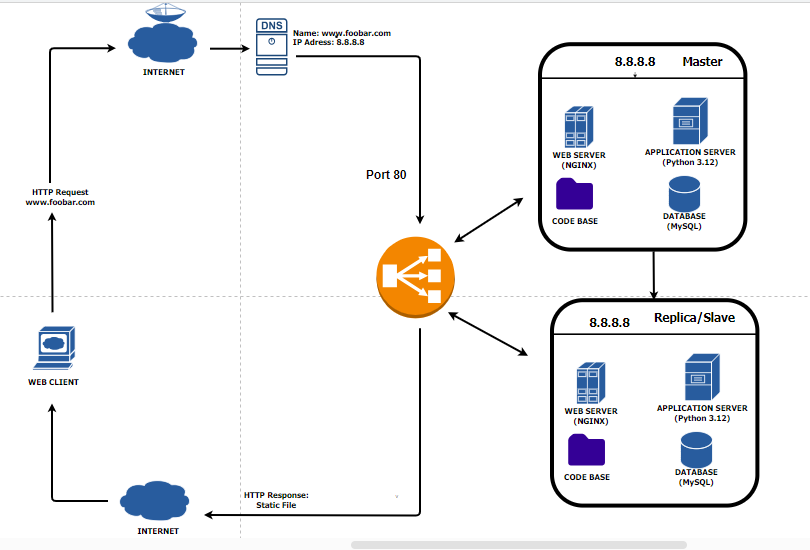 DNS
Name: www.foobar.com
IP Adress: 8.8.8.8
INTERNET
8.8.8.8 Master
WEB SERVER
(NGINX)
APPLICATION SERVER
(Python 3.12)
CODE BASE
DATABASE
(MySQL)
Port 80
HTTP Request
www.foobar.com
8.8.8.8 Replica/Slave
WEB SERVER
(NGINX)
APPLICATION SERVER
(Python 3.12)
CODE BASE
DATABASE
(MySQL)
WEB CLIENT
HTTP Response:
Static File
INTERNET